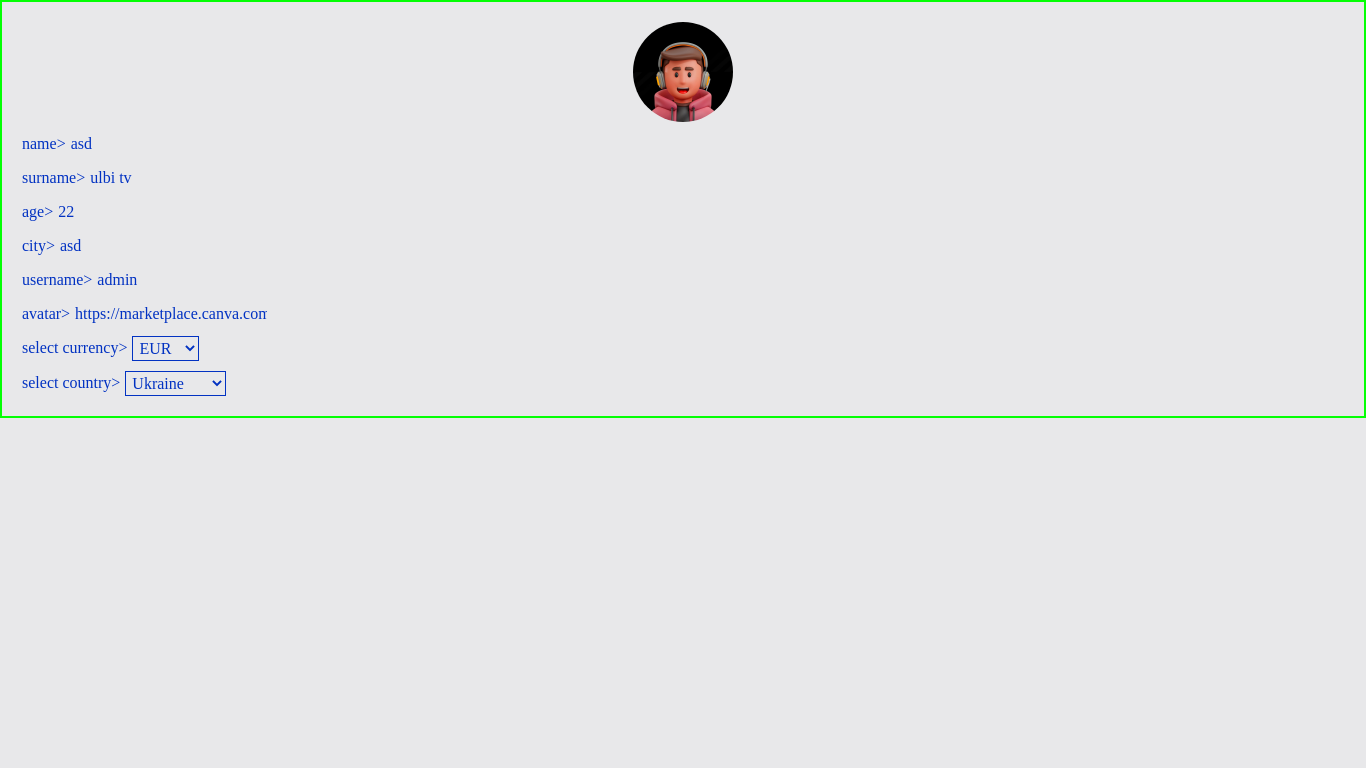 name> asd
surname> ulbi tv
age> 22
city> asd
username> admin
avatar> https://marketplace.canva.com
select currency> EUR
select country> Ukraine